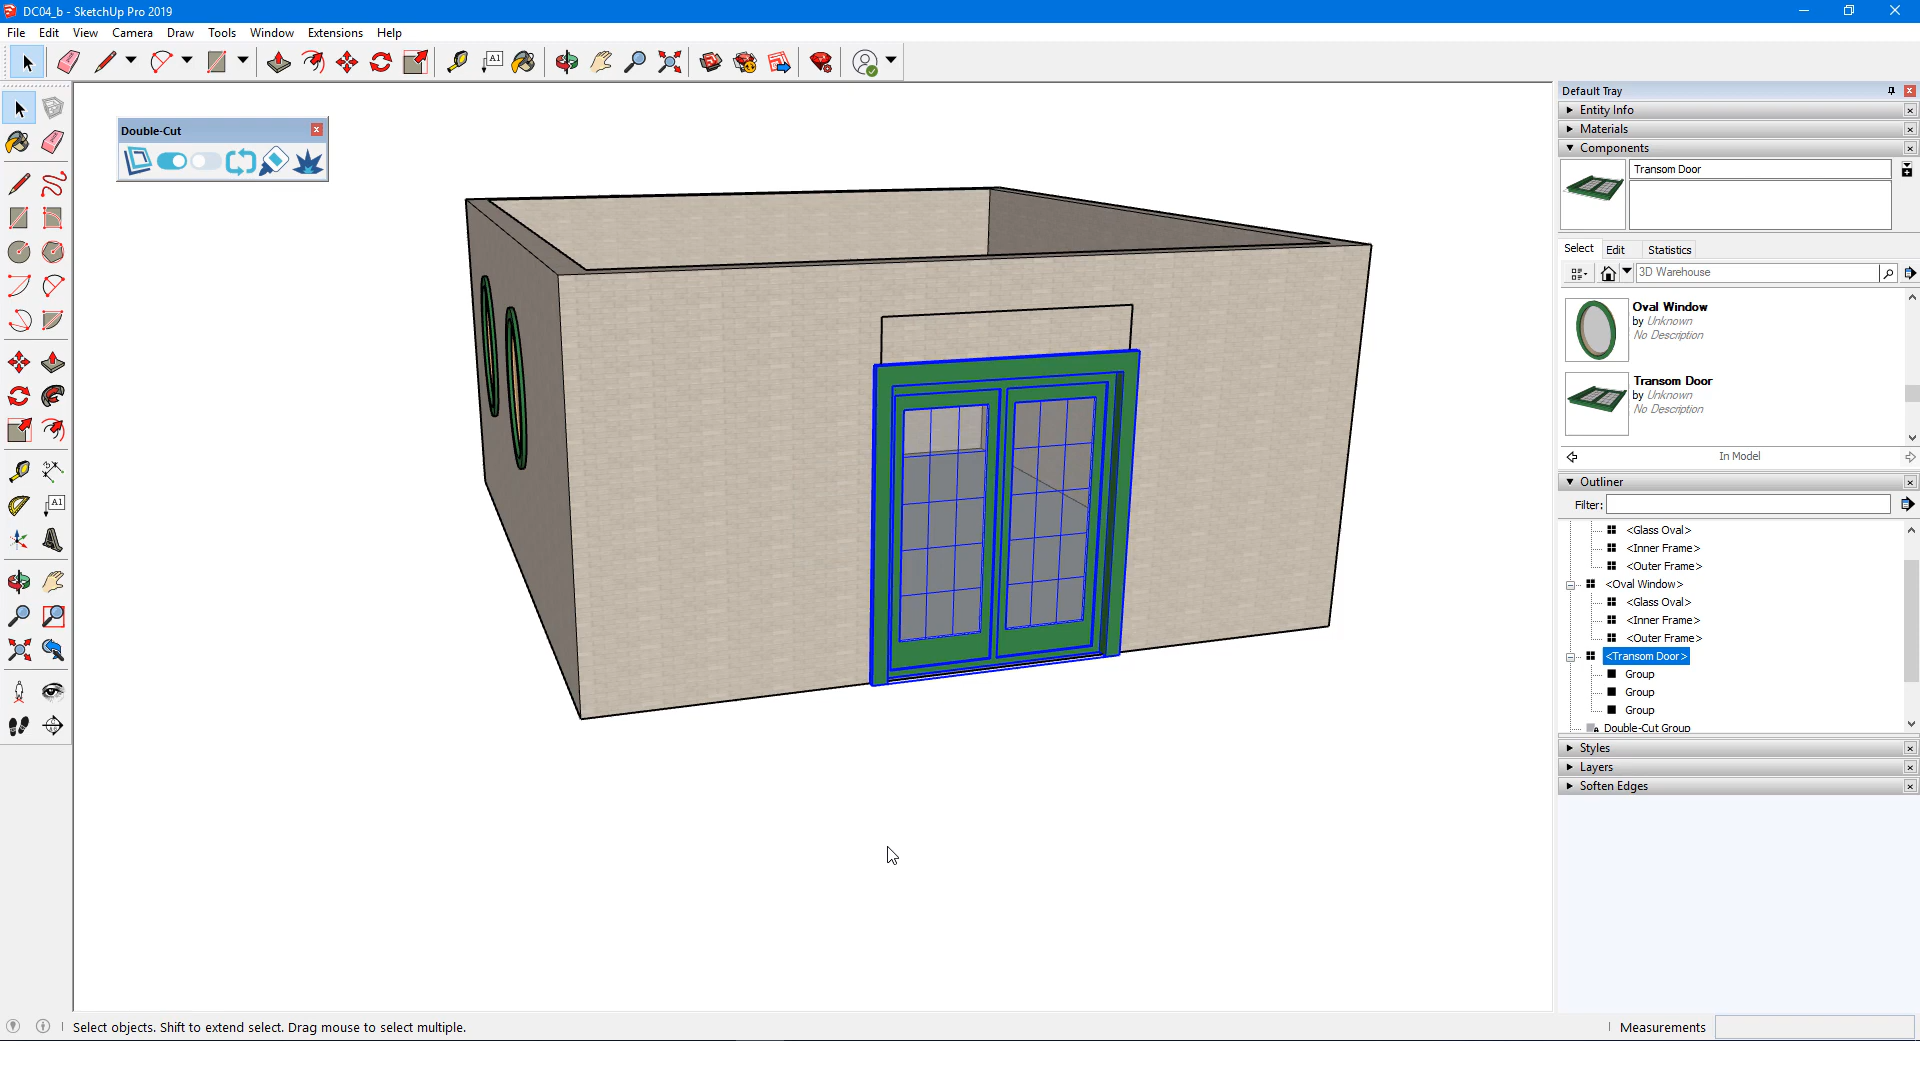 DC04_b - SketchUp Pro 2019
File Edit View Camera Draw Tools Window Extensions Help
A1
Double-Cut
A1
Default Tray
Entity Info
Materials
Components
Transom Door
Select Edit Statistics
3D Warehouse
Oval Window
by Unknown
No Description
Transom Door
by Unknown
No Description
In Model
Outliner
Filter:
<Glass Oval>
<Inner Frame>
<Outer Frame>
<Oval Window>
<Glass Oval>
<Inner Frame>
<Outer Frame>
<Transom Door>
Group
Group
Group
Double-Cut Group
Styles
Layers
Soften Edges
Select objects. Shift to extend select. Drag mouse to select multiple.
Measurements